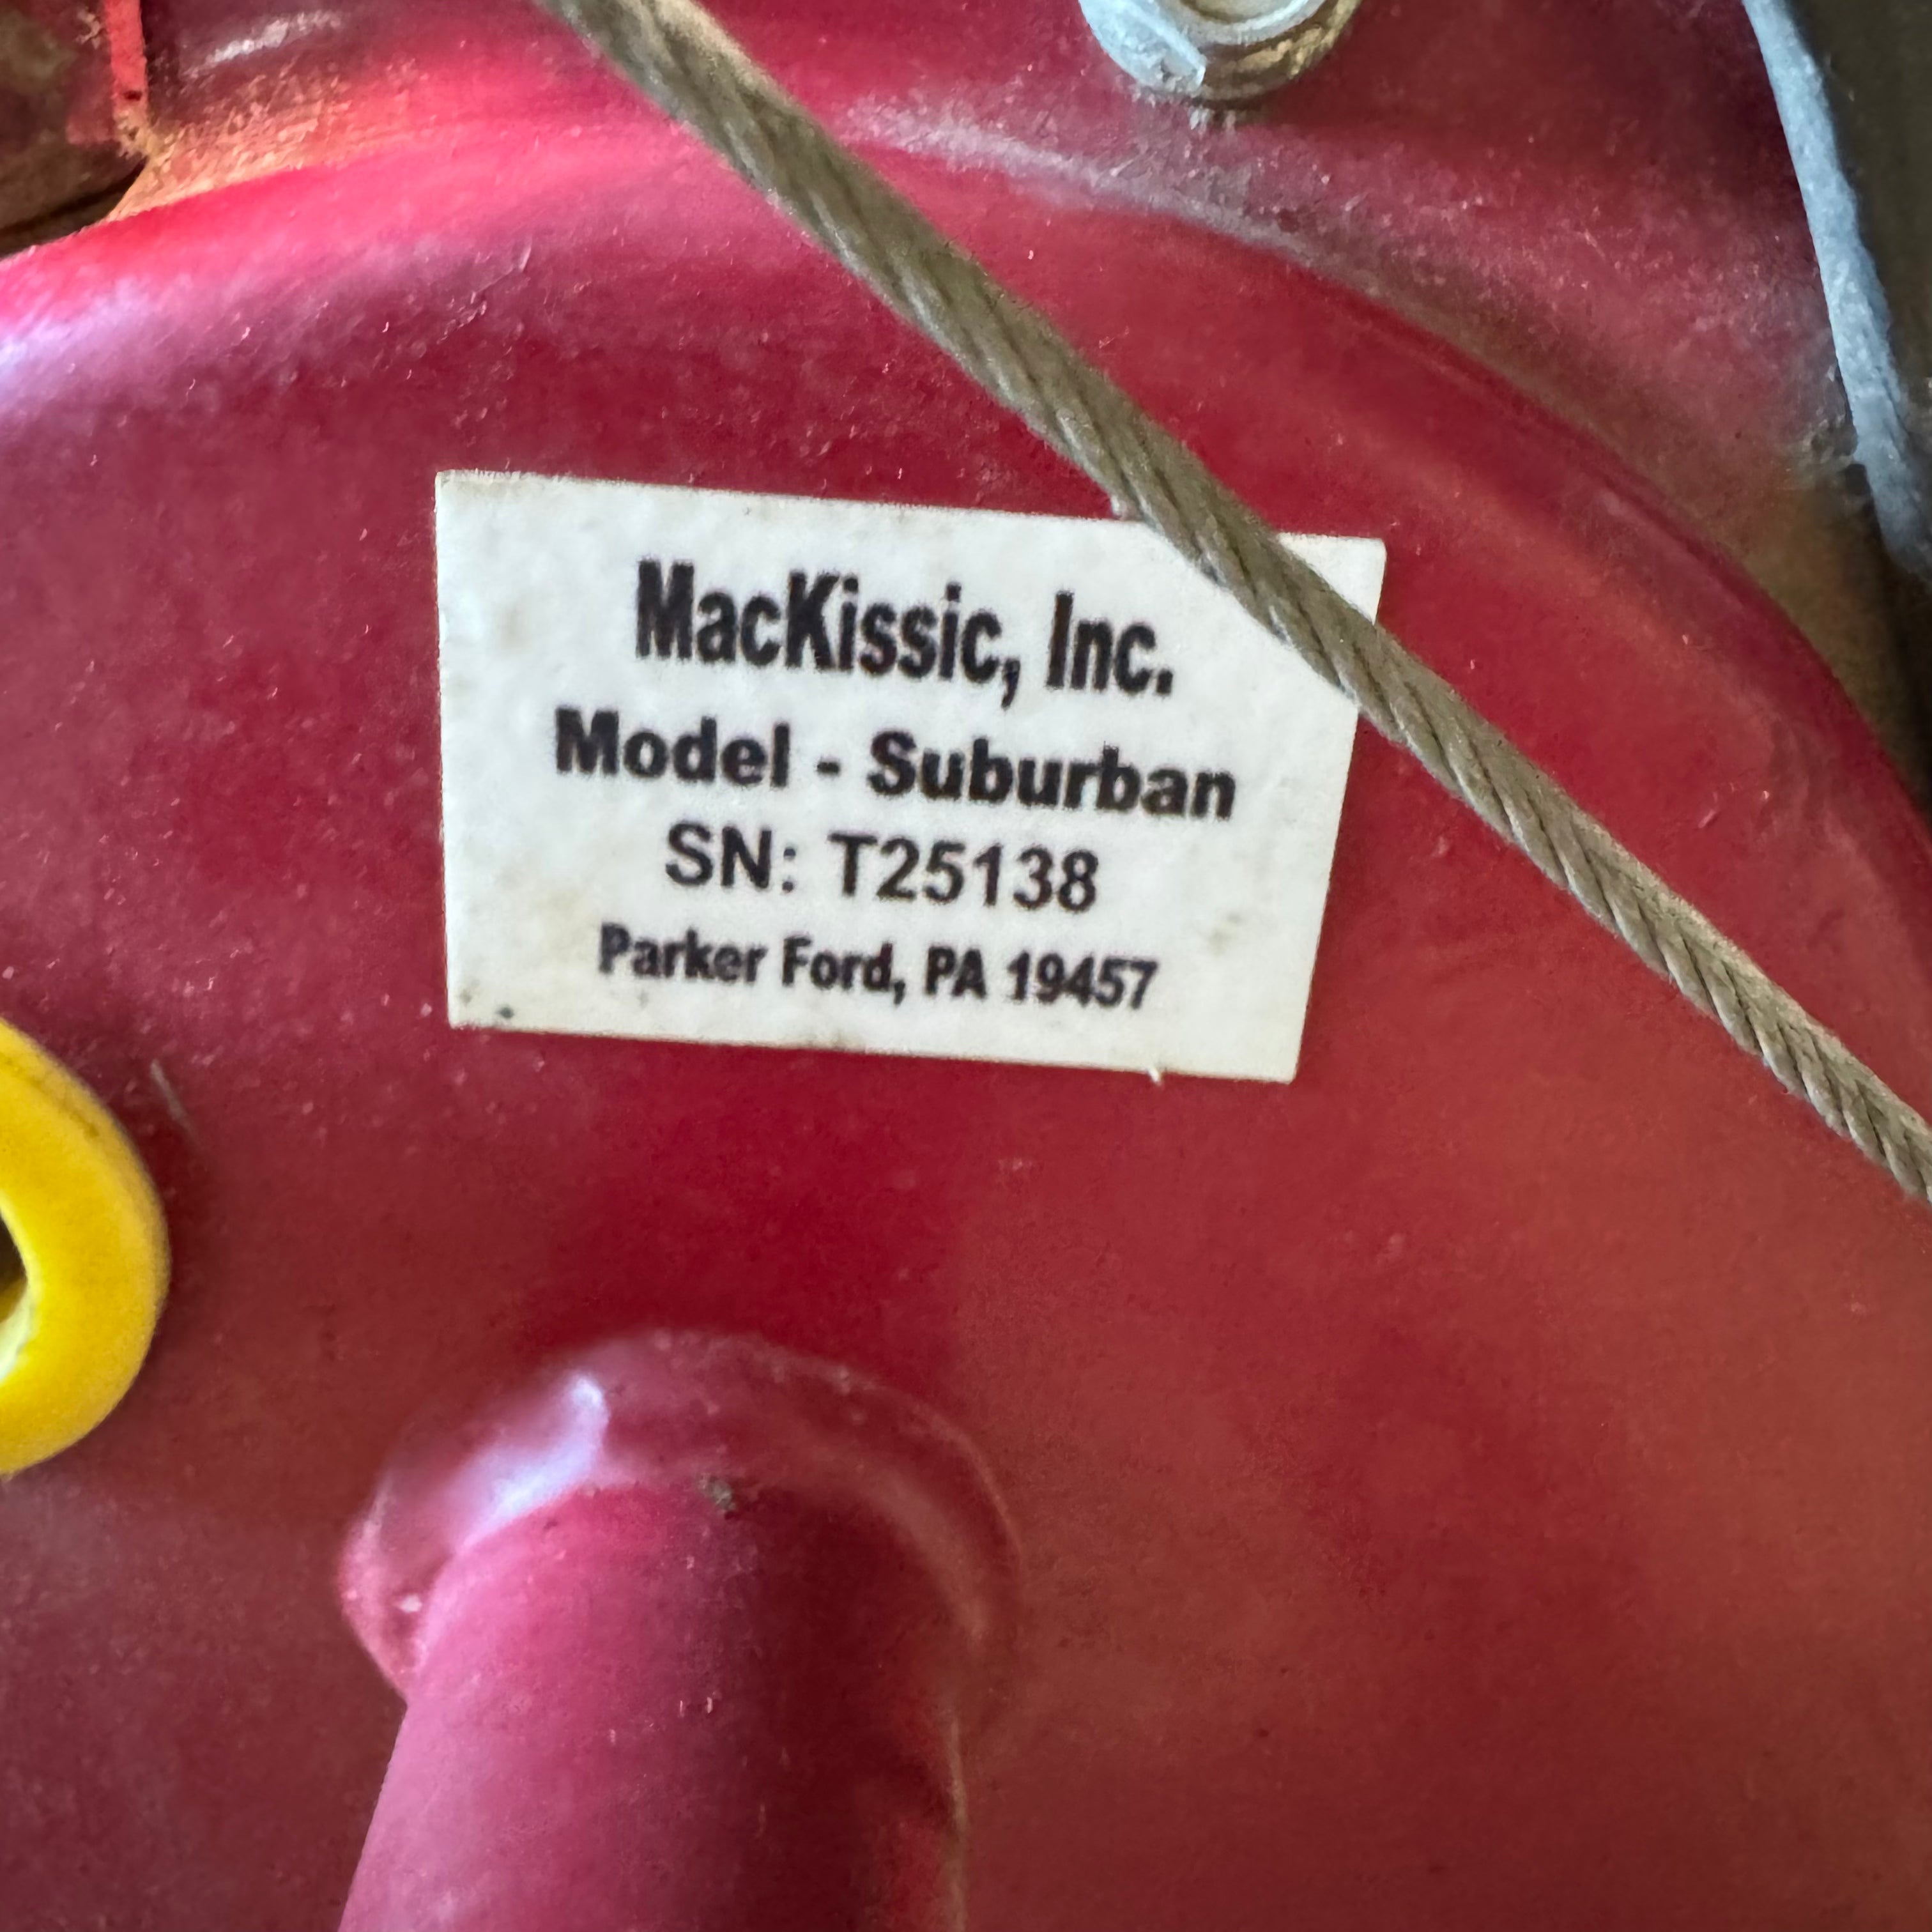 MacKissic, Inc.
Model - Suburban
SN: T25138
Parker Ford, PA 19457